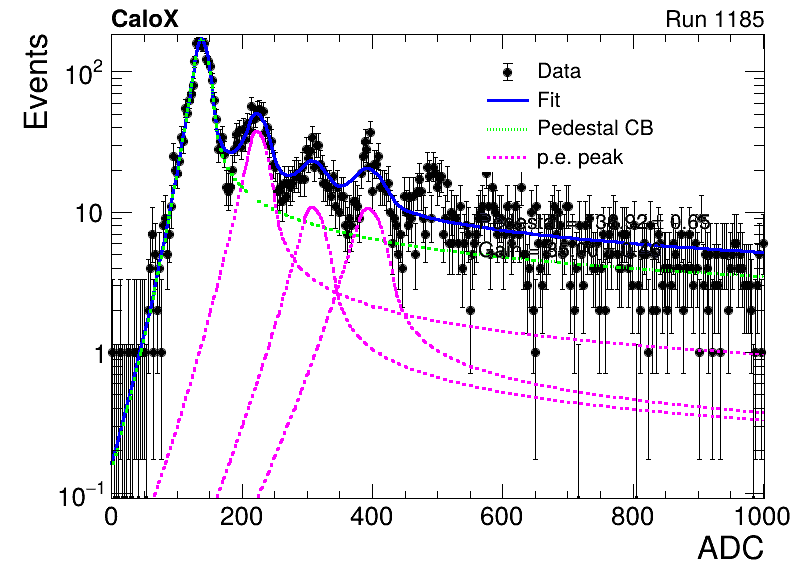 CaloX Run 1185
Events
Data
Fit
Pedestal CB
p.e. peak
10²
10
1
10⁻¹
0 200 400 600 800 1000
ADC